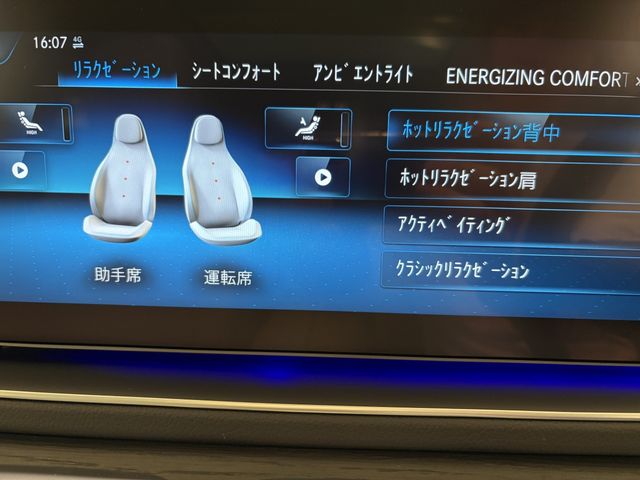 16:07 4G
ﾘﾗｸｾﾞｰｼｮﾝ ｼｰﾄｺﾝﾌｫｰﾄ ｱﾝﾋﾞｴﾝﾄﾗｲﾄ ENERGIZING COMFORT
HIGH HIGH
ﾎｯﾄﾘﾗｸｾﾞｰｼｮﾝ背中
ﾎｯﾄﾘﾗｸｾﾞｰｼｮﾝ肩
ｱｸﾃｨﾍﾞｲﾃｨﾝｸﾞ
ｸﾗｼｯｸﾘﾗｸｾﾞｰｼｮﾝ
助手席 運転席